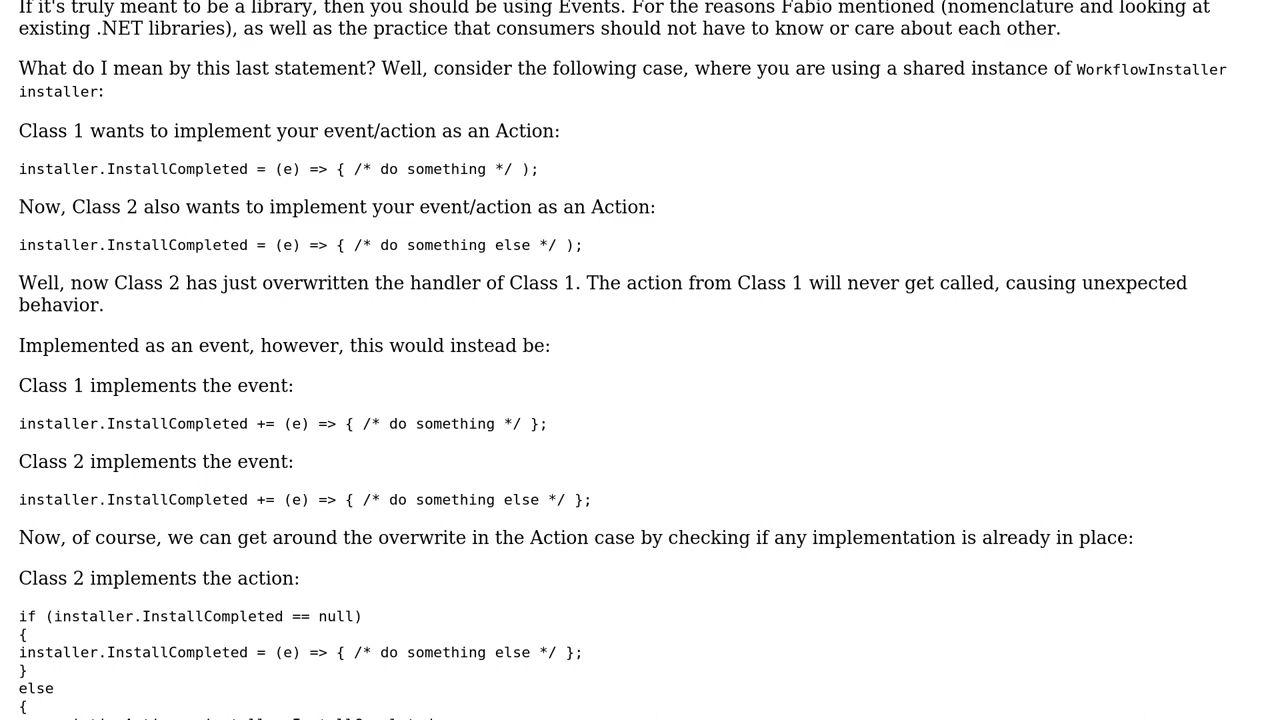 If it's truly meant to be a library, then you should be using Events. For the reasons Fabio mentioned (nomenclature and looking at
existing .NET libraries), as well as the practice that consumers should not have to know or care about each other.
What do I mean by this last statement? Well, consider the following case, where you are using a shared instance of WorkflowInstaller
installer:
Class 1 wants to implement your event/action as an Action:
installer.InstallCompleted = (e) => { /* do something */ );
Now, Class 2 also wants to implement your event/action as an Action:
installer.InstallCompleted = (e) => { /* do something else */ );
Well, now Class 2 has just overwritten the handler of Class 1. The action from Class 1 will never get called, causing unexpected
behavior.
Implemented as an event, however, this would instead be:
Class 1 implements the event:
installer.InstallCompleted += (e) => { /* do something */ };
Class 2 implements the event:
installer.InstallCompleted += (e) => { /* do something else */ };
Now, of course, we can get around the overwrite in the Action case by checking if any implementation is already in place:
Class 2 implements the action:
if (installer.InstallCompleted == null)
{
installer.InstallCompleted = (e) => { /* do something else */ };
}
else
{